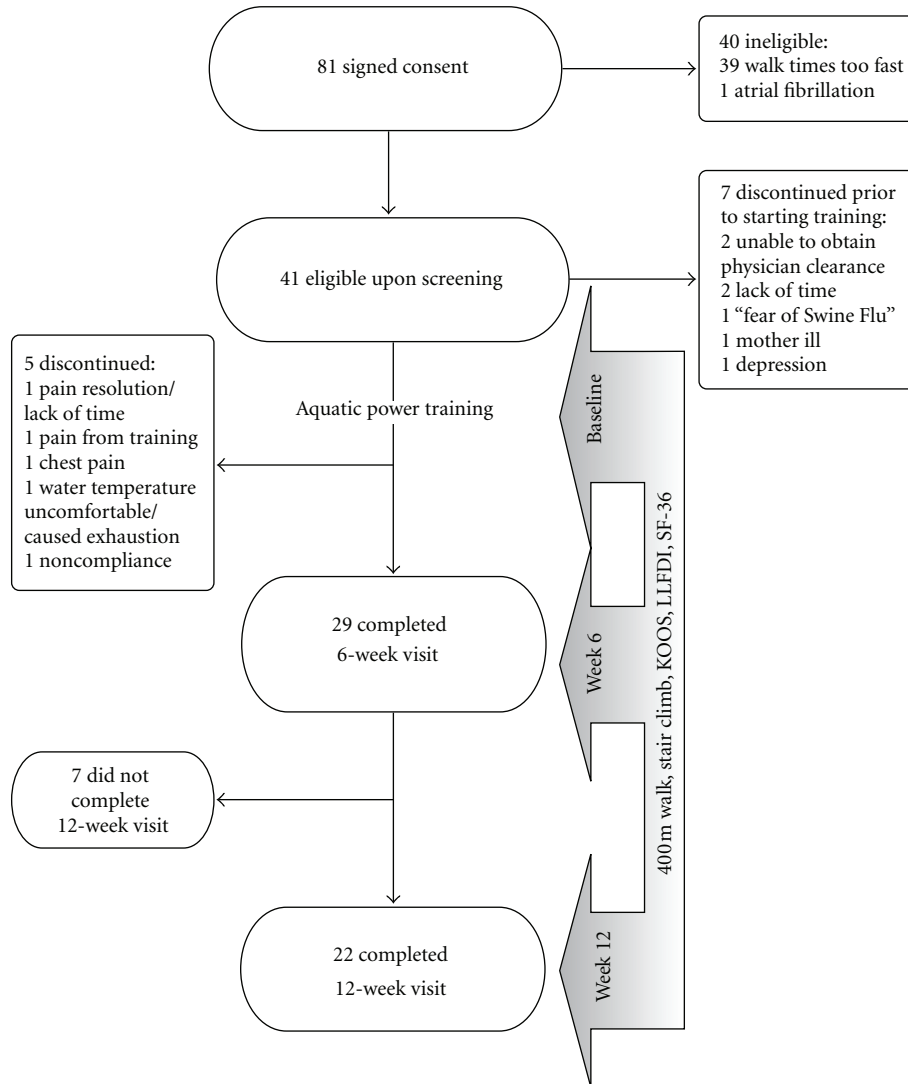 81 signed consent
40 ineligible:
39 walk times too fast
1 atrial fibrillation
41 eligible upon screening
7 discontinued prior
to starting training:
2 unable to obtain
physician clearance
2 lack of time
1 “fear of Swine Flu”
1 mother ill
1 depression
5 discontinued:
1 pain resolution/
lack of time
1 pain from training
1 chest pain
1 water temperature
uncomfortable/
caused exhaustion
1 noncompliance
Aquatic power training
Baseline
29 completed
6-week visit
Week 6
400 m walk, stair climb, KOOS, LLFDI, SF-36
7 did not
complete
12-week visit
22 completed
12-week visit
Week 12